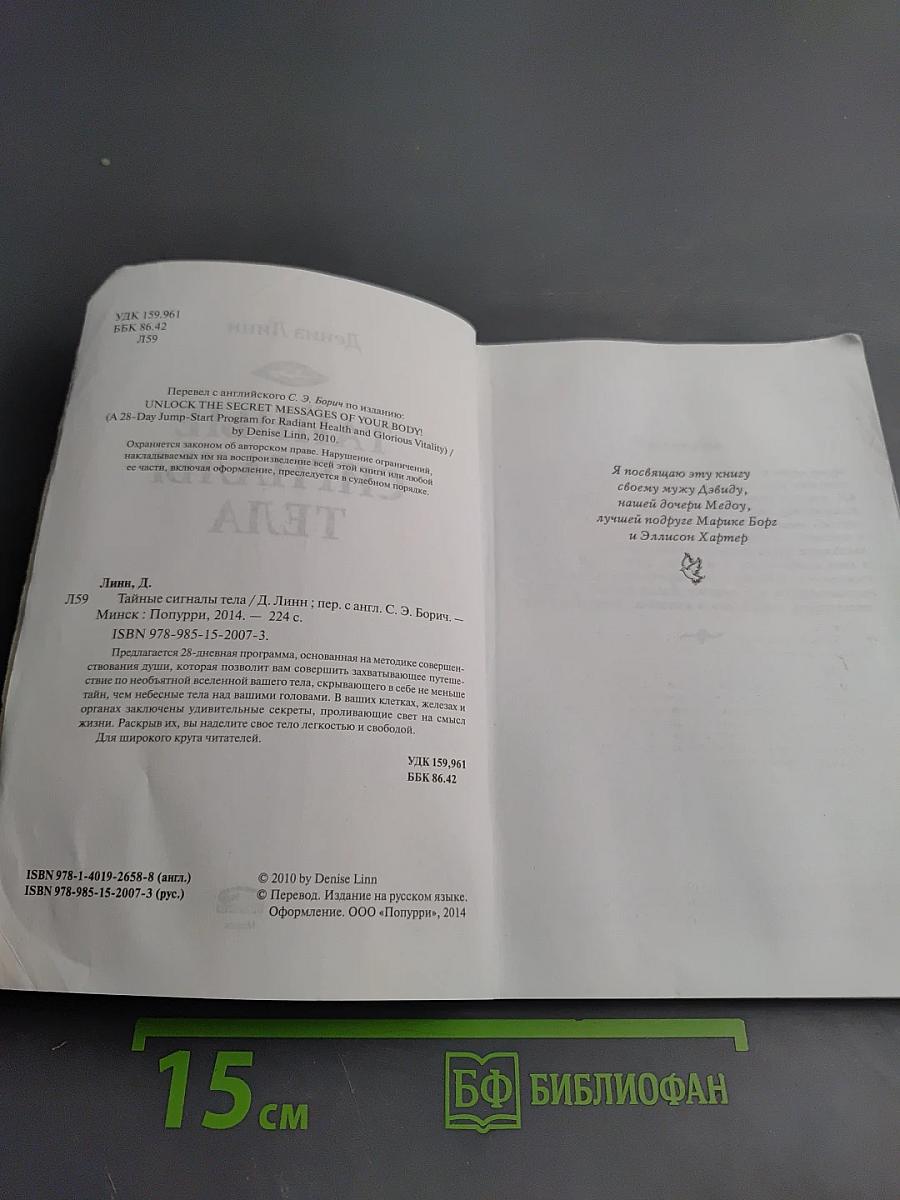 УДК 159.961
ББК 86.42
Л59
Перевел с английского С. Э. Борич по изданию:
UNLOCK THE SECRET MESSAGES OF YOUR BODY!
(A 28-Day Jump-Start Program for Radiant Health and Glorious Vitality) /
by Denise Linn, 2010.
Охраняется законом об авторском праве. Нарушение ограничений,
накладываемых им на воспроизведение всей этой книги или любой
ее части, включая оформление, преследуется в судебном порядке.
Линн, Д.
Л59 Тайные сигналы тела / Д. Линн ; пер. с англ. С. Э. Борич. —
Минск : Попурри, 2014. — 224 с.
ISBN 978-985-15-2007-3.
Предлагается 28-дневная программа, основанная на методике совершен-
ствования души, которая позволит вам совершить захватывающее путеше-
ствие по необъятной вселенной вашего тела, скрывающего в себе не меньше
тайн, чем небесные тела над вашими головами. В ваших клетках, железах и
органах заключены удивительные секреты, проливающие свет на смысл
жизни. Раскрыв их, вы наделите свое тело легкостью и свободой.
Для широкого круга читателей.
УДК 159,961
ББК 86.42
ISBN 978-1-4019-2658-8 (англ.)
ISBN 978-985-15-2007-3 (рус.)
© 2010 by Denise Linn
© Перевод. Издание на русском языке.
Оформление. ООО «Попурри», 2014
Я посвящаю эту книгу
своему мужу Дэвиду,
нашей дочери Медоу,
лучшей подруге Марике Борг
и Эллисон Хартер
15 см
БФ БИБЛИОФАН